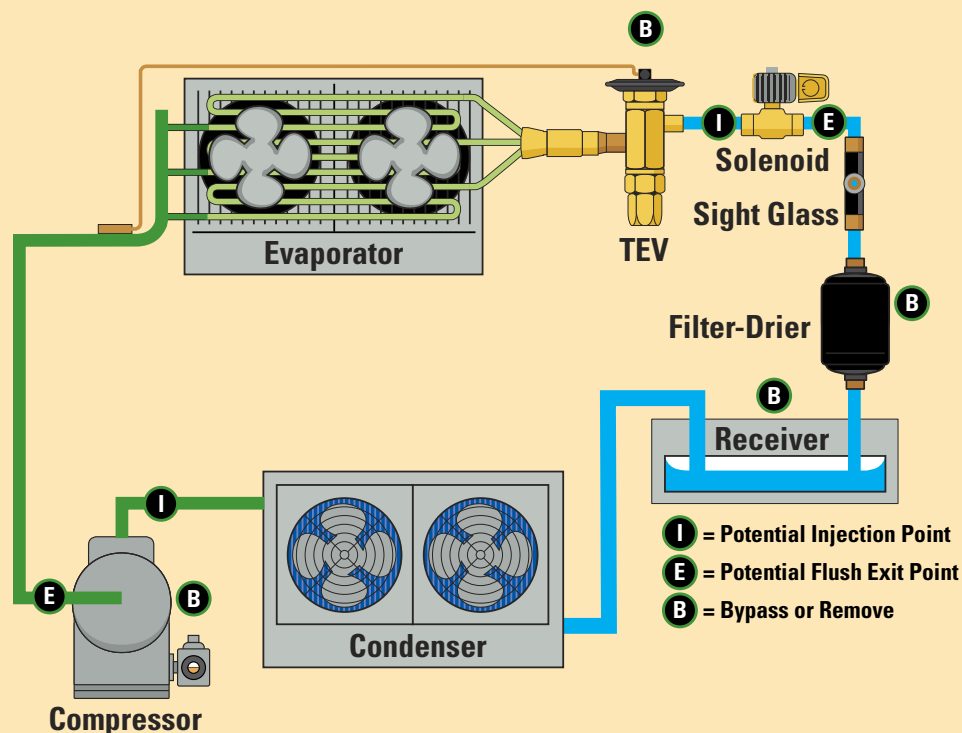 B
I
E
Solenoid
Sight Glass
Evaporator
TEV
B
Filter-Drier
B
Receiver
I
I = Potential Injection Point
E = Potential Flush Exit Point
B = Bypass or Remove
E
B
Condenser
Compressor